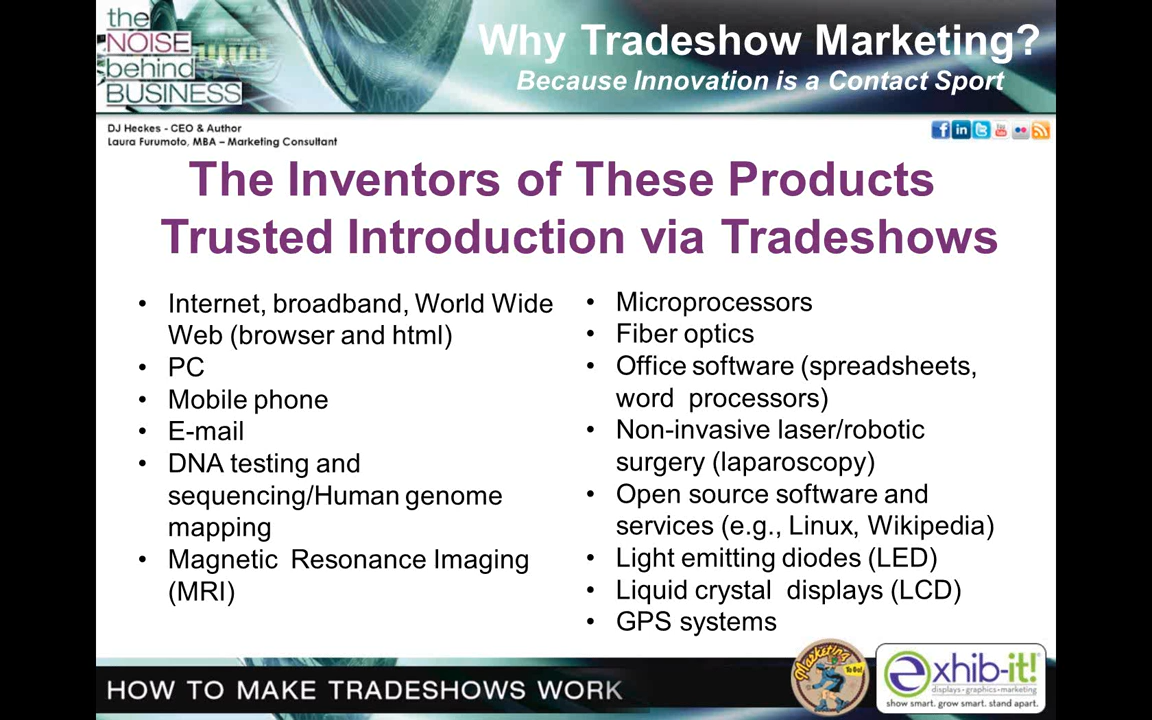 the
NOISE
behind
BUSINESS
Why Tradeshow Marketing?
Because Innovation is a Contact Sport
DJ Heckes - CEO & Author
Laura Furumoto, MBA – Marketing Consultant
The Inventors of These Products
Trusted Introduction via Tradeshows
• Internet, broadband, World Wide
Web (browser and html)
• PC
• Mobile phone
• E-mail
• DNA testing and
sequencing/Human genome
mapping
• Magnetic Resonance Imaging
(MRI)
• Microprocessors
• Fiber optics
• Office software (spreadsheets,
word processors)
• Non-invasive laser/robotic
surgery (laparoscopy)
• Open source software and
services (e.g., Linux, Wikipedia)
• Light emitting diodes (LED)
• Liquid crystal displays (LCD)
• GPS systems
HOW TO MAKE TRADESHOWS WORK
Marketing
To Go!
exhib-it!
displays•graphics•marketing
show smart. grow smart. stand apart.